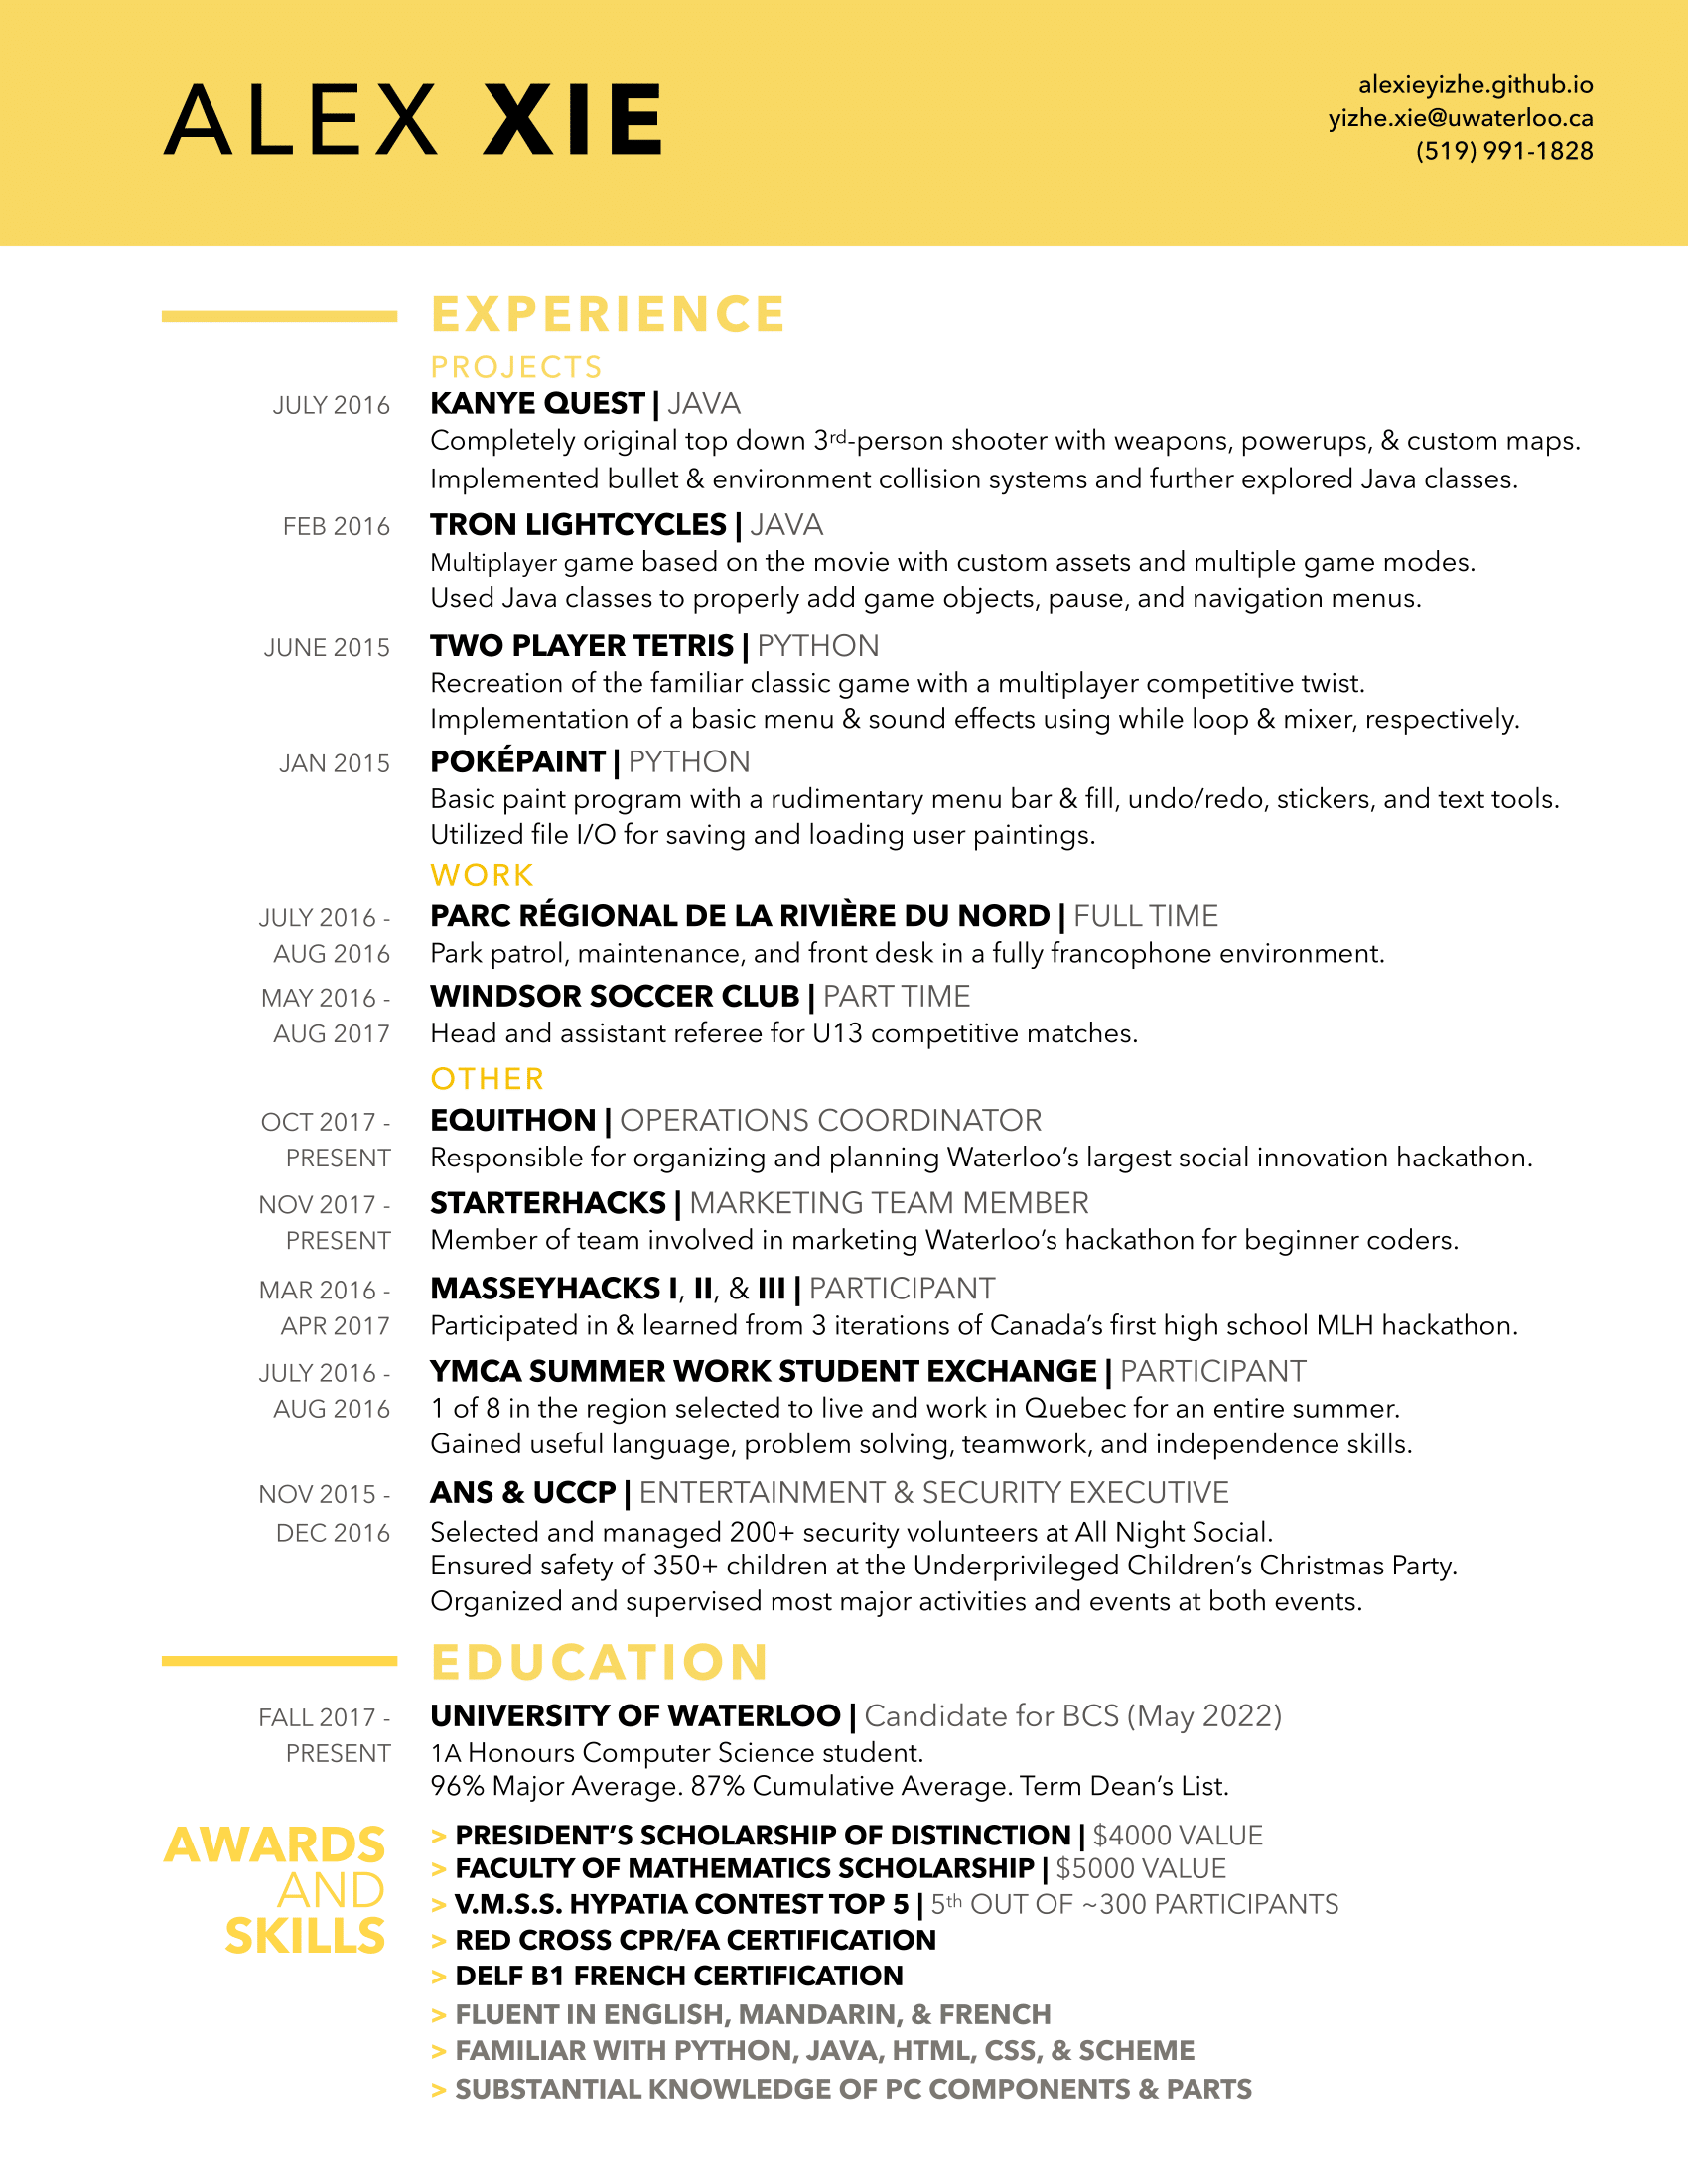 ALEX XIE
alexieyizhe.github.io
yizhe.xie@uwaterloo.ca
(519) 991-1828
EXPERIENCE
PROJECTS
JULY 2016 KANYE QUEST | JAVA
Completely original top down 3rd-person shooter with weapons, powerups, & custom maps.
Implemented bullet & environment collision systems and further explored Java classes.
FEB 2016 TRON LIGHTCYCLES | JAVA
Multiplayer game based on the movie with custom assets and multiple game modes.
Used Java classes to properly add game objects, pause, and navigation menus.
JUNE 2015 TWO PLAYER TETRIS | PYTHON
Recreation of the familiar classic game with a multiplayer competitive twist.
Implementation of a basic menu & sound effects using while loop & mixer, respectively.
JAN 2015 POKÉPAINT | PYTHON
Basic paint program with a rudimentary menu bar & fill, undo/redo, stickers, and text tools.
Utilized file I/O for saving and loading user paintings.
WORK
JULY 2016 - PARC RÉGIONAL DE LA RIVIÈRE DU NORD | FULL TIME
AUG 2016 Park patrol, maintenance, and front desk in a fully francophone environment.
MAY 2016 - WINDSOR SOCCER CLUB | PART TIME
AUG 2017 Head and assistant referee for U13 competitive matches.
OTHER
OCT 2017 - EQUITHON | OPERATIONS COORDINATOR
PRESENT Responsible for organizing and planning Waterloo's largest social innovation hackathon.
NOV 2017 - STARTERHACKS | MARKETING TEAM MEMBER
PRESENT Member of team involved in marketing Waterloo's hackathon for beginner coders.
MAR 2016 - MASSEYHACKS I, II, & III | PARTICIPANT
APR 2017 Participated in & learned from 3 iterations of Canada's first high school MLH hackathon.
JULY 2016 - YMCA SUMMER WORK STUDENT EXCHANGE | PARTICIPANT
AUG 2016 1 of 8 in the region selected to live and work in Quebec for an entire summer.
Gained useful language, problem solving, teamwork, and independence skills.
NOV 2015 - ANS & UCCP | ENTERTAINMENT & SECURITY EXECUTIVE
DEC 2016 Selected and managed 200+ security volunteers at All Night Social.
Ensured safety of 350+ children at the Underprivileged Children's Christmas Party.
Organized and supervised most major activities and events at both events.
EDUCATION
FALL 2017 - UNIVERSITY OF WATERLOO | Candidate for BCS (May 2022)
PRESENT 1A Honours Computer Science student.
96% Major Average. 87% Cumulative Average. Term Dean's List.
AWARDS
AND
SKILLS
> PRESIDENT'S SCHOLARSHIP OF DISTINCTION | $4000 VALUE
> FACULTY OF MATHEMATICS SCHOLARSHIP | $5000 VALUE
> V.M.S.S. HYPATIA CONTEST TOP 5 | 5th OUT OF ~300 PARTICIPANTS
> RED CROSS CPR/FA CERTIFICATION
> DELF B1 FRENCH CERTIFICATION
> FLUENT IN ENGLISH, MANDARIN, & FRENCH
> FAMILIAR WITH PYTHON, JAVA, HTML, CSS, & SCHEME
> SUBSTANTIAL KNOWLEDGE OF PC COMPONENTS & PARTS